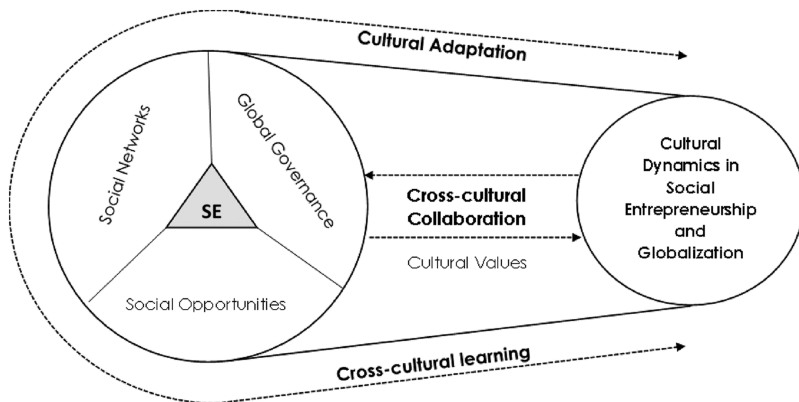 Cultural Adaptation
Social Networks
Global Governance
SE
Social Opportunities
Cross-cultural
Collaboration
Cultural Values
Cultural
Dynamics in
Social
Entrepreneurship
and
Globalization
Cross-cultural learning